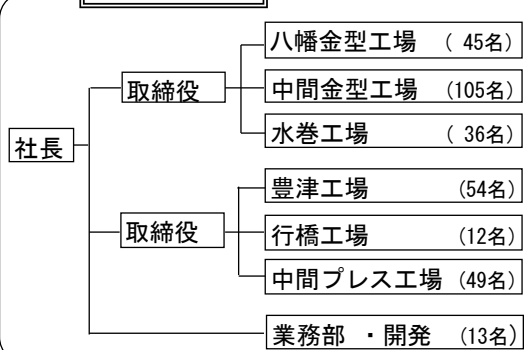 八幡金型工場 ( 45名)
取締役 中間金型工場 (105名)
水巻工場 ( 36名)
社長
豊津工場 (54名)
取締役 行橋工場 (12名)
中間プレス工場 (49名)
業務部 ・開発 (13名)